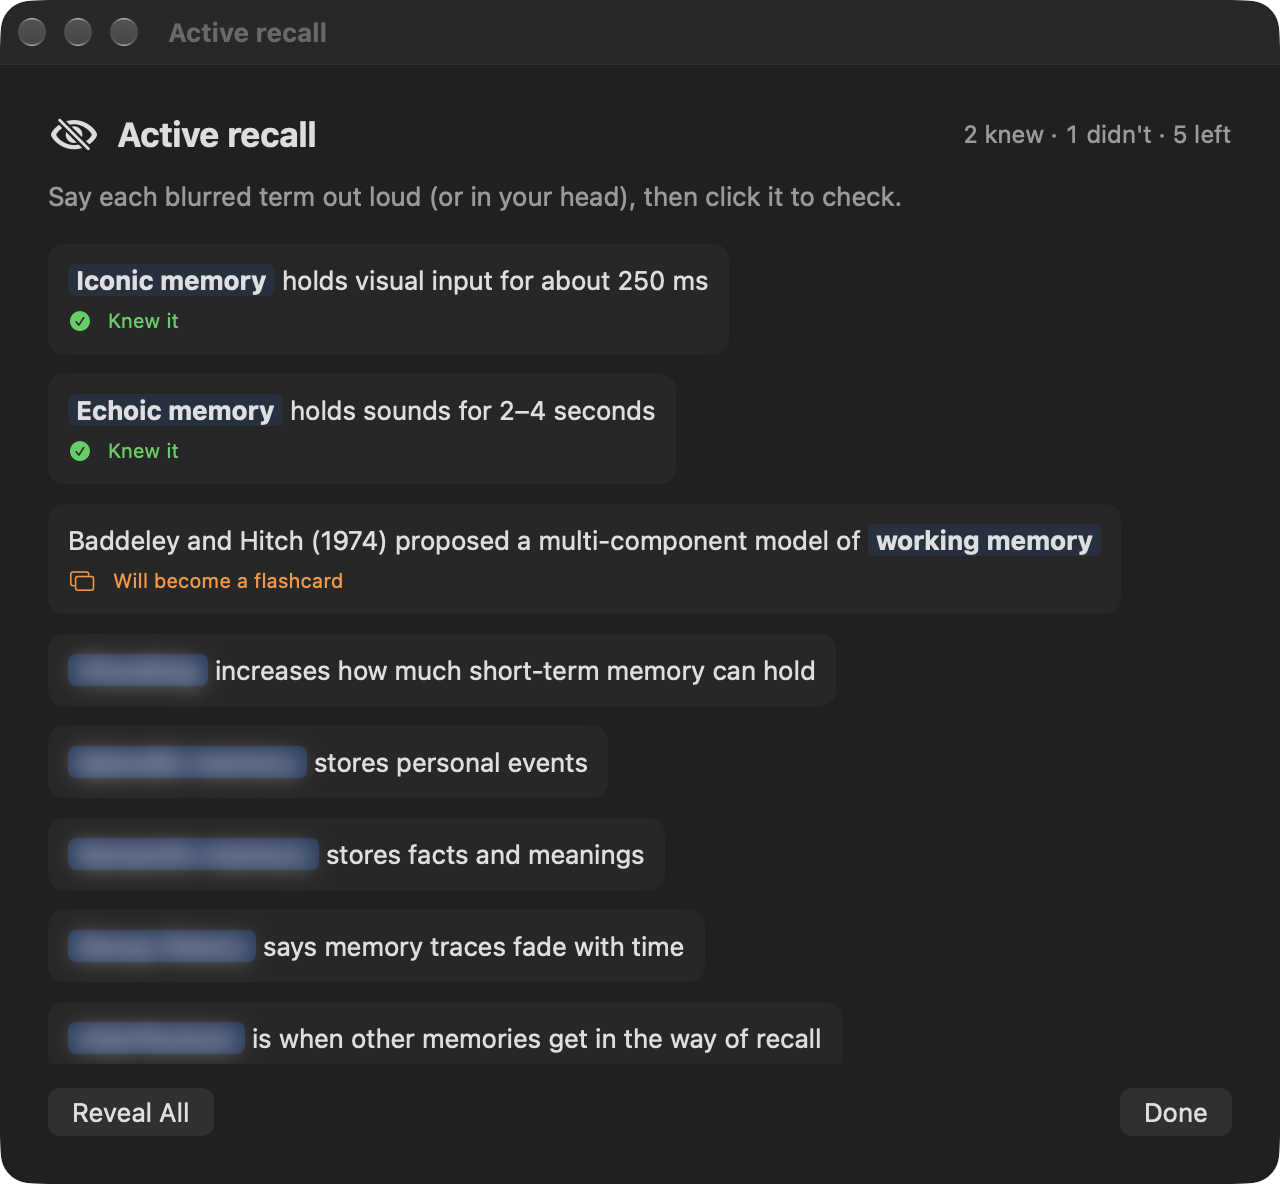 Active recall
Active recall
2 knew · 1 didn't · 5 left
Say each blurred term out loud (or in your head), then click it to check.
Iconic memory holds visual input for about 250 ms
Knew it
Echoic memory holds sounds for 2–4 seconds
Knew it
Baddeley and Hitch (1974) proposed a multi-component model of working memory
Will become a flashcard
increases how much short-term memory can hold
stores personal events
stores facts and meanings
says memory traces fade with time
is when other memories get in the way of recall
Reveal All
Done